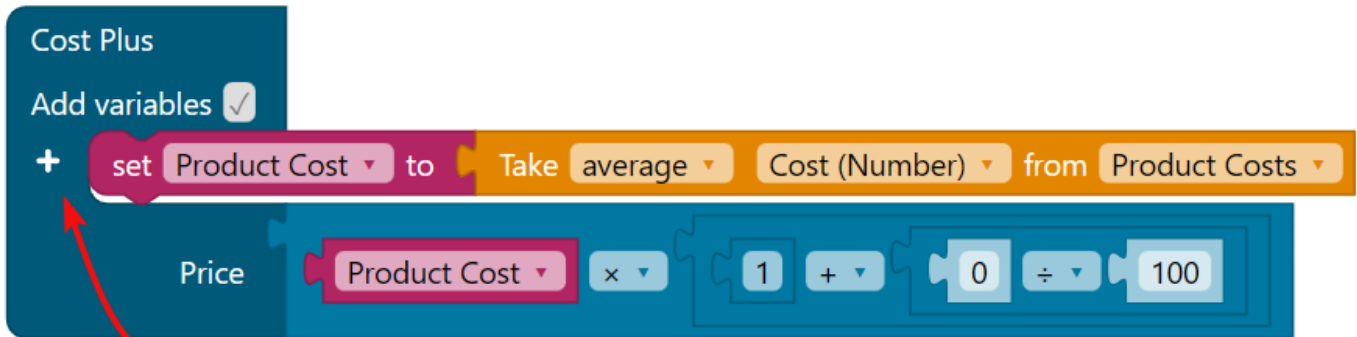 Cost Plus
Add variables ✓
+ set Product Cost ▾ to Take average ▾ Cost (Number) ▾ from Product Costs ▾
Price Product Cost ▾ × ▾ 1 + ▾ 0 ÷ ▾ 100